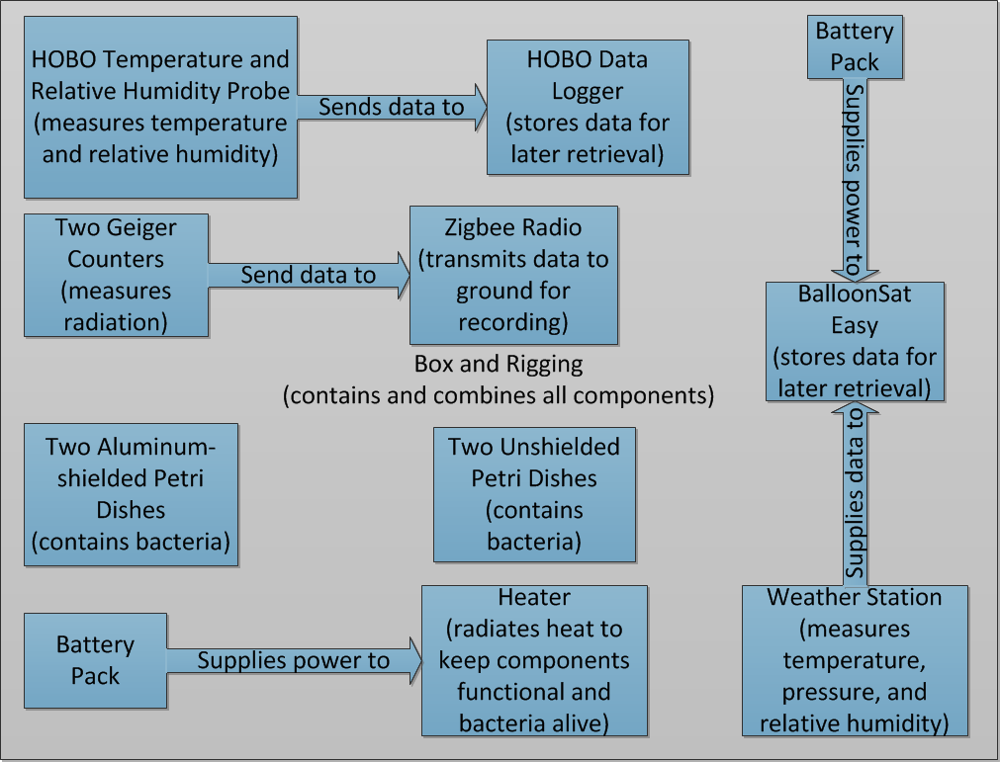 HOBO Temperature and
Relative Humidity Probe
(measures temperature
and relative humidity)
Sends data to
HOBO Data
Logger
(stores data for
later retrieval)
Battery
Pack
Supplies power to
Two Geiger
Counters
(measures
radiation)
Send data to
Zigbee Radio
(transmits data to
ground for
recording)
BalloonSat
Easy
(stores data for
later retrieval)
Box and Rigging
(contains and combines all components)
Two Aluminum-
shielded Petri
Dishes
(contains bacteria)
Two Unshielded
Petri Dishes
(contains
bacteria)
Supplies data to
Battery
Pack
Supplies power to
Heater
(radiates heat to
keep components
functional and
bacteria alive)
Weather Station
(measures
temperature,
pressure, and
relative humidity)